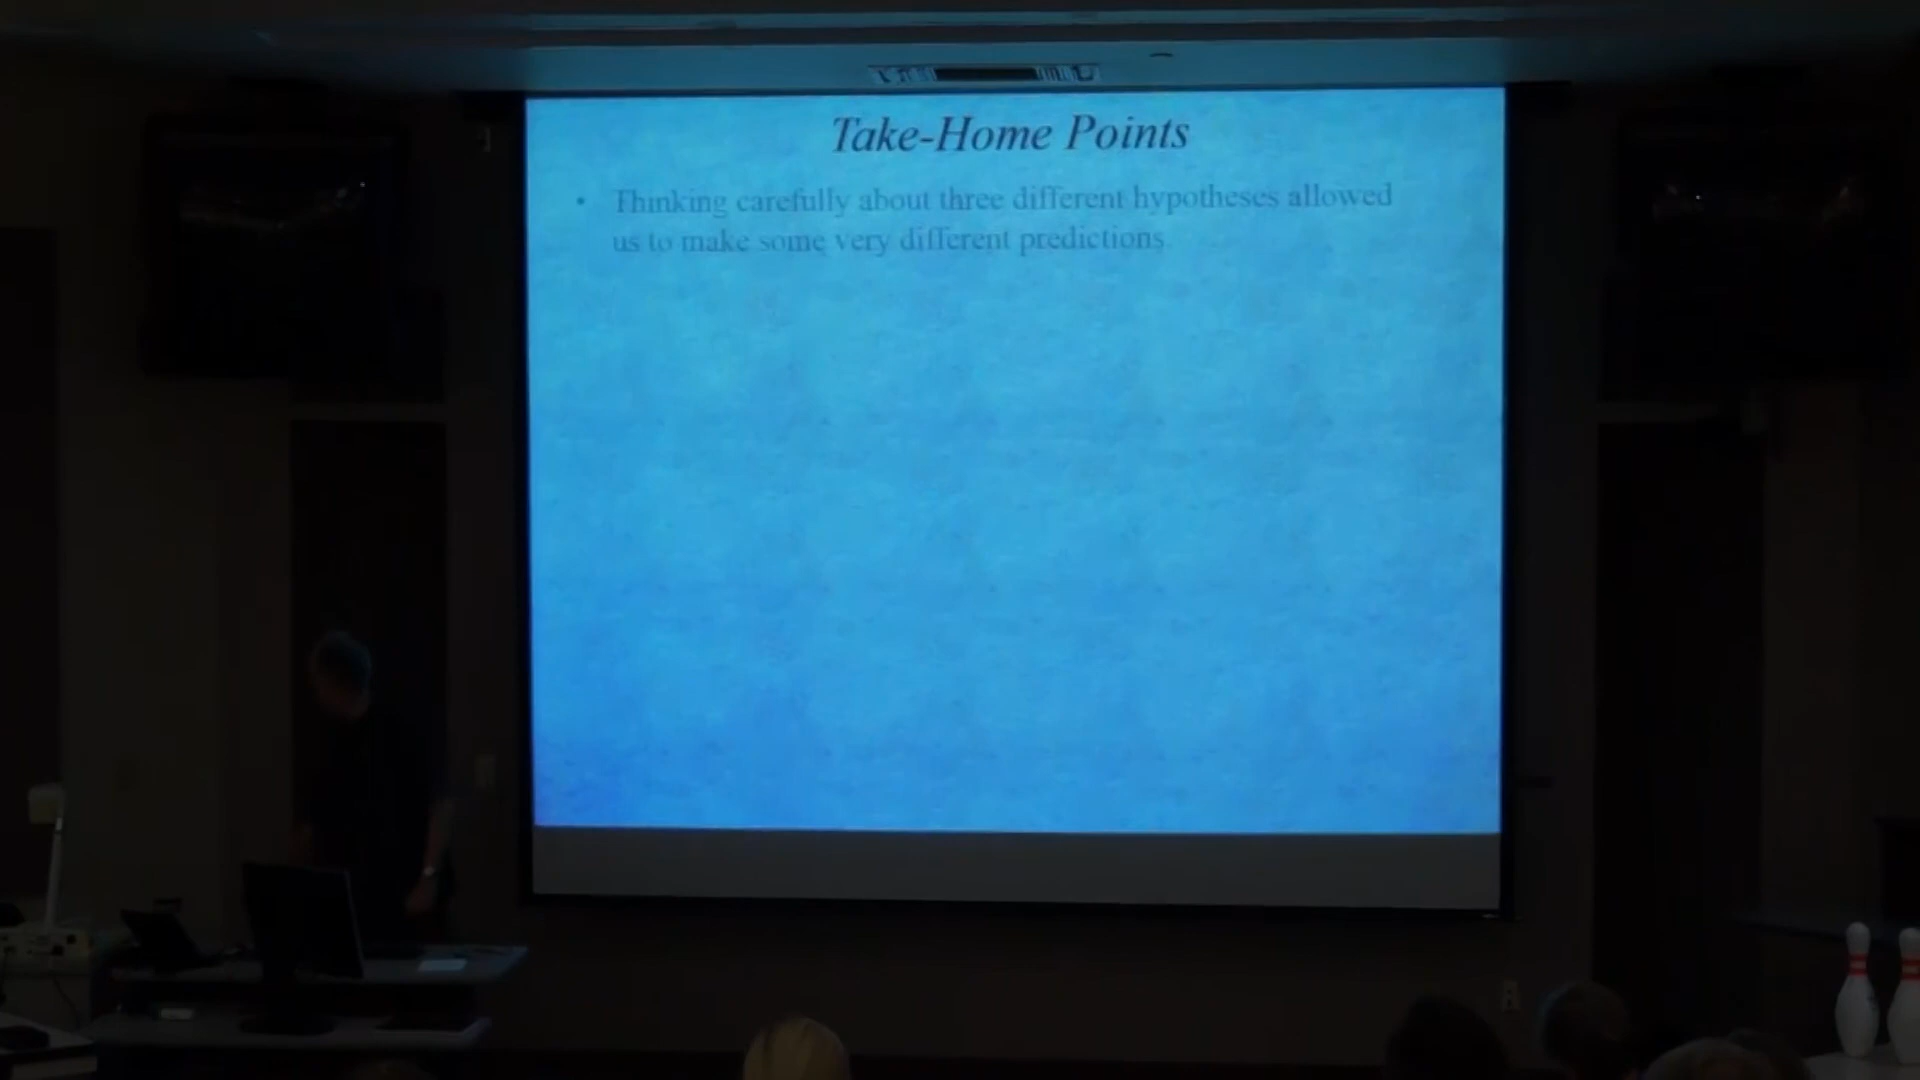 Take-Home Points
• Thinking carefully about three different hypotheses allowed
us to make some very different predictions.